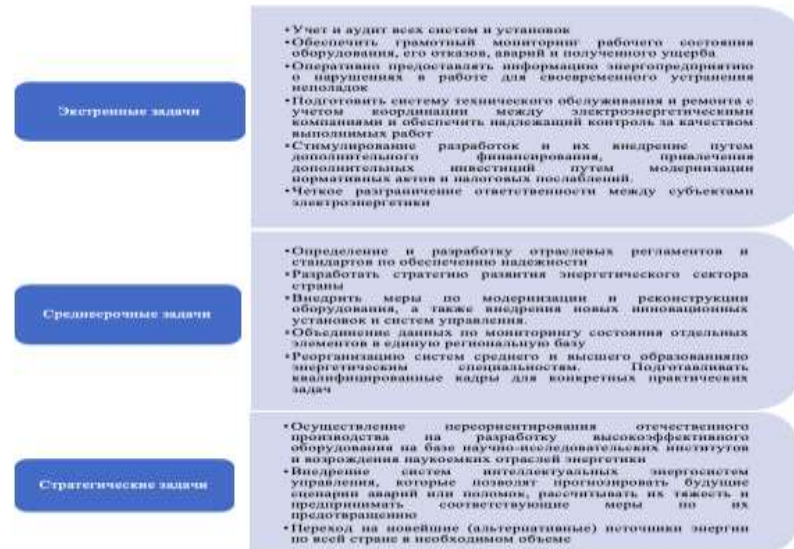 Экстренные задачи
•Учет и аудит всех систем и установок
•Обеспечить грамотный мониторинг рабочего состояния
оборудования, его отказов, аварий и полученного ущерба
•Оперативно предоставлять информацию энергопредприятию
о нарушениях в работе для своевременного устранения
неполадок
•Подготовить систему технического обслуживания и ремонта с
учетом координации между электроэнергетическими
компаниями и обеспечить надлежащий контроль за качеством
выполнимых работ
•Стимулирование разработок и их внедрение путем
дополнительного финансирования, привлечения
дополнительных инвестиций путем модернизации
нормативных актов и налоговых послаблений.
•Четкое разграничение ответственности между субъектами
электроэнергетики
Среднесрочные задачи
•Определение и разработку отраслевых регламентов и
стандартов по обеспечению надежности
•Разработать стратегию развития энергетического сектора
страны
•Внедрить меры по модернизации и реконструкции
оборудования, а также внедрения новых инновационных
установок и систем управления.
•Объединение данных по мониторингу состояния отдельных
элементов в единую региональную базу
•Реорганизацию систем среднего и высшего образованияпо
энергетическим специальностям. Подготавливать
квалифицированные кадры для конкретных практических
задач
Стратегические задачи
•Осуществление переориентирования отечественного
производства на разработку высокоэффективного
оборудования на базе научно-исследовательских институтов
и возрождения наукоемких отраслей энергетики
•Внедрение систем интеллектуальных энергосистем
управления, которые позволят прогнозировать будущие
сценарии аварий или поломок, рассчитывать их тяжесть и
предпринимать соответствующие меры по их
предотвращению
•Переход на новейшие (альтернативные) источники энергии
по всей стране в необходимом объеме